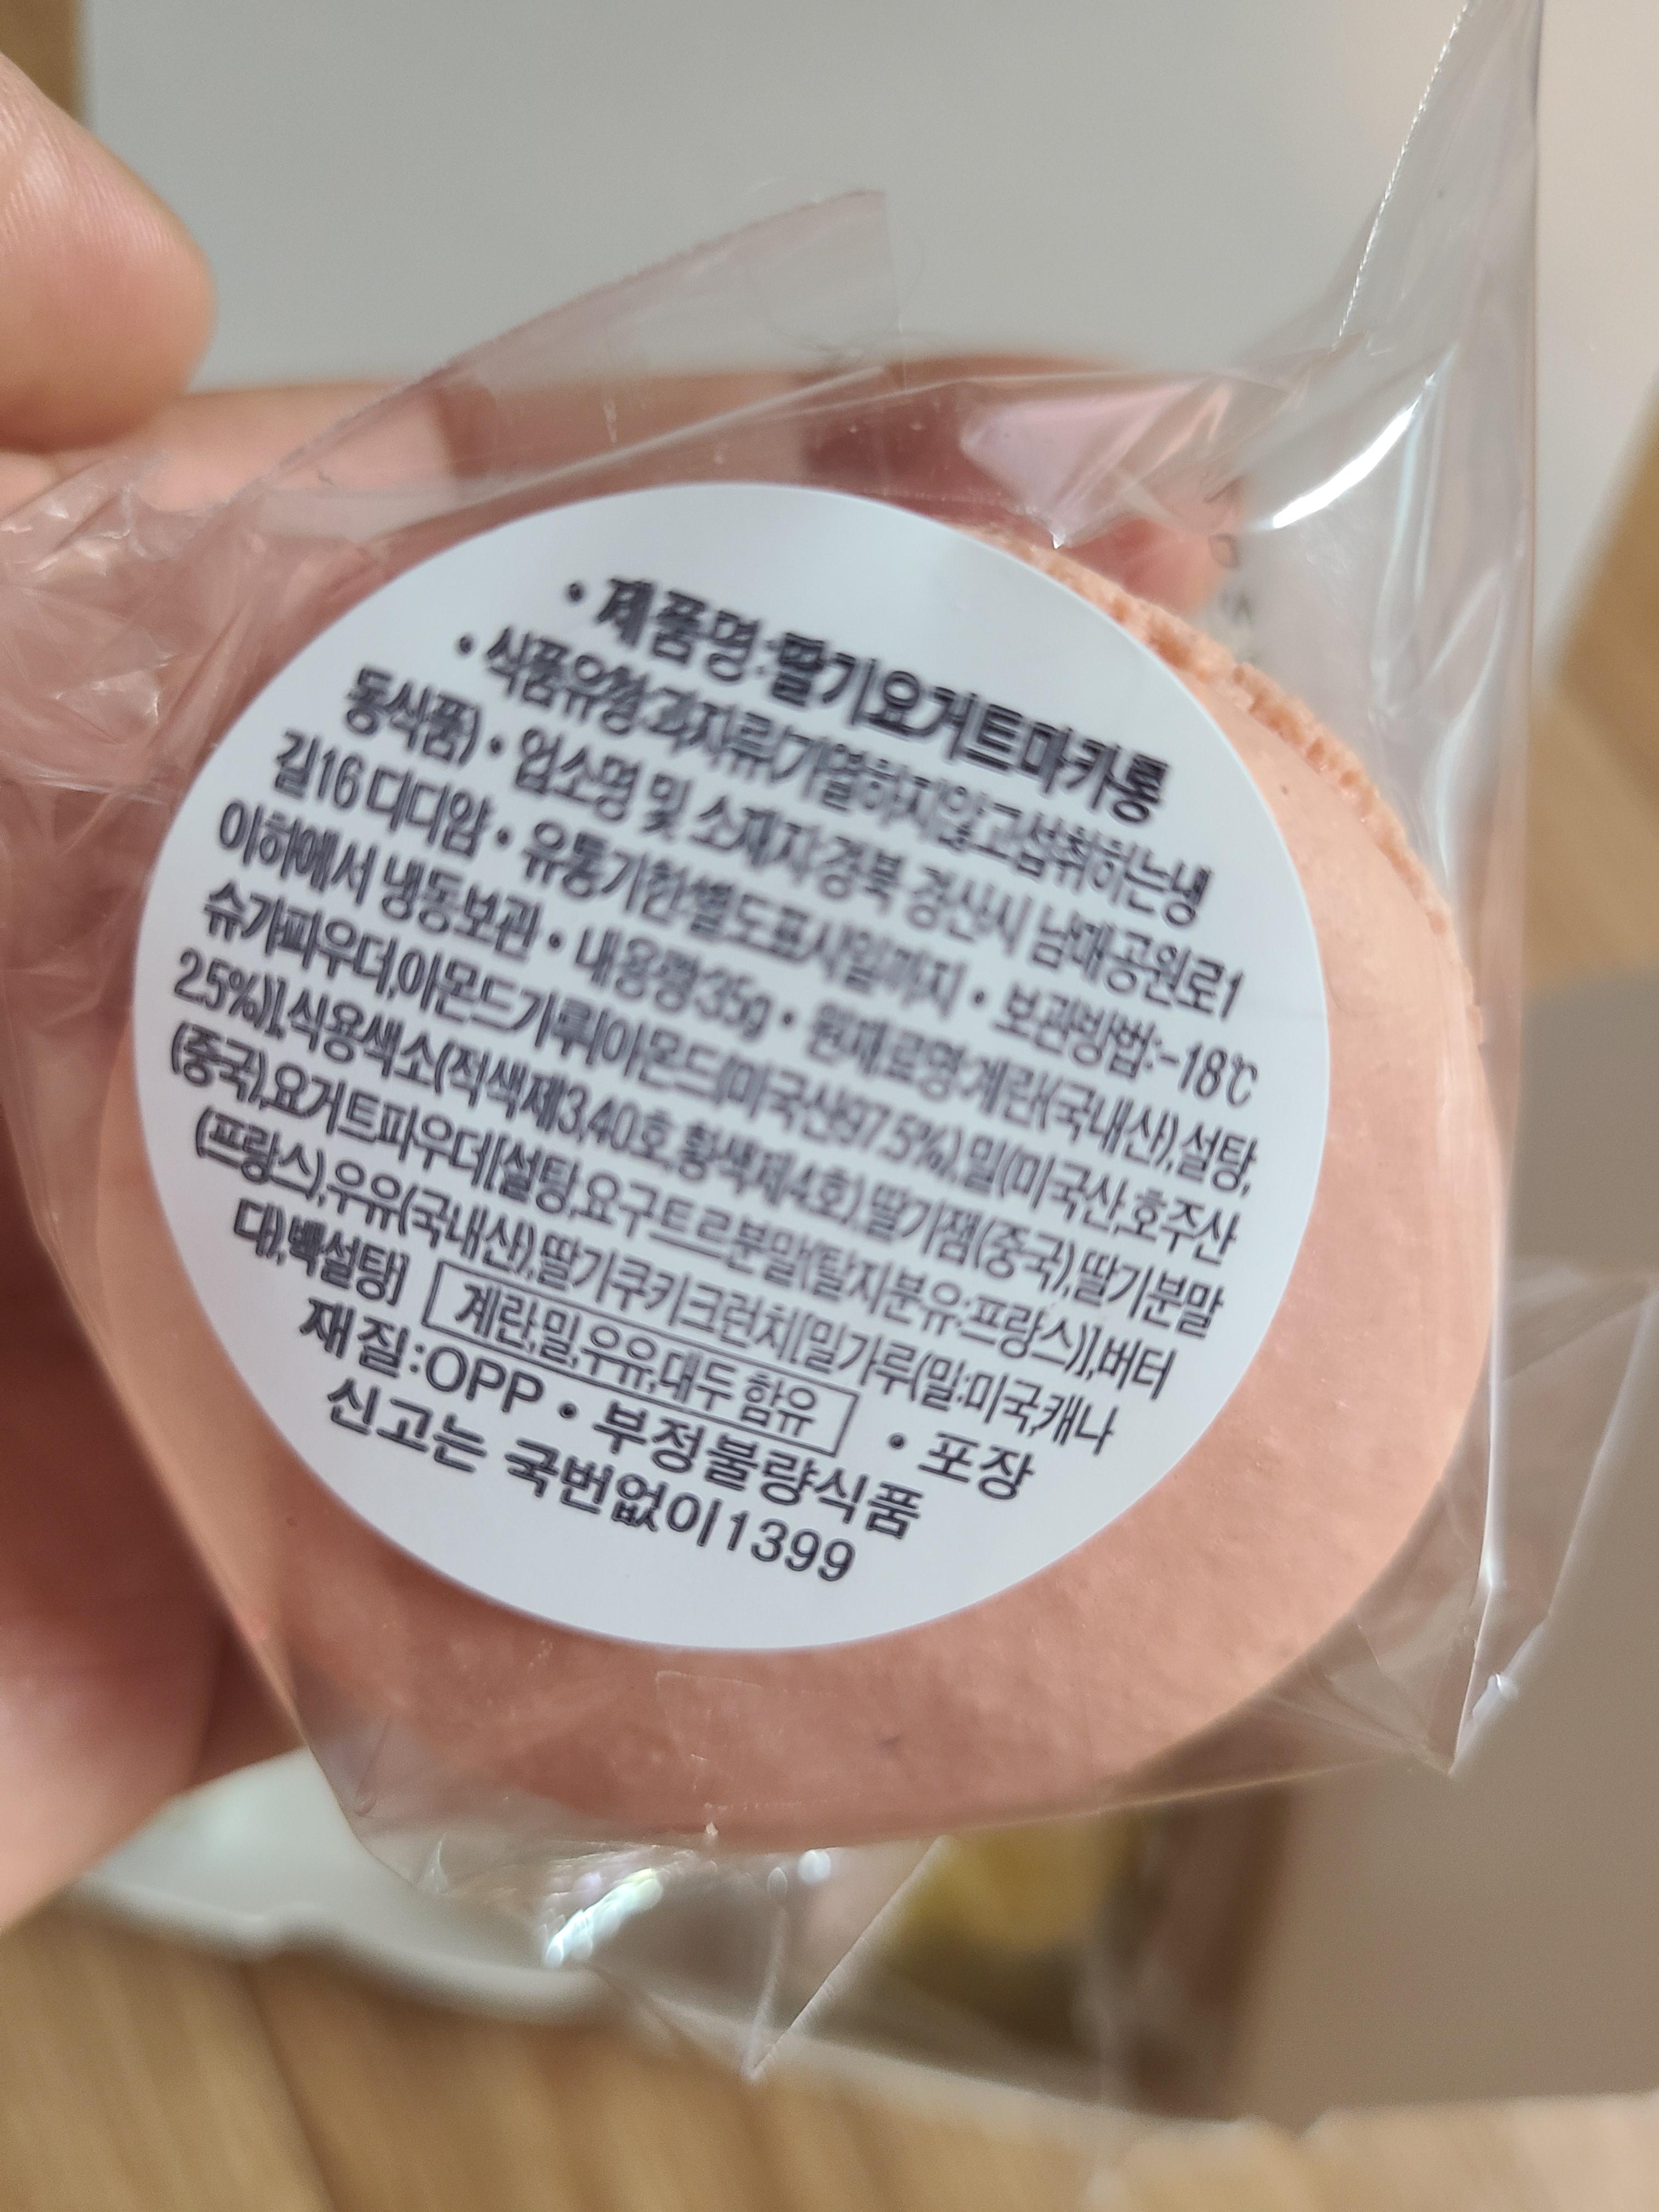 • 제품명:딸기요거트마카롱
• 식품유형:과자류(가열하지않고섭취하는냉
동식품) • 업소명 및 소재지:경북 경산시 남매공원로1
길16 디디얌 • 유통기한:별도표시일까지 • 보관방법:-18℃
이하에서 냉동보관 • 내용량:35g • 원재료명:계란(국내산),설탕,
슈가파우더,아몬드가루[아몬드(미국산97.5%),밀(미국산,호주산
2.5%)],식용색소(적색제3,40호,황색제4호),딸기잼(중국),딸기분말
(중국),요거트파우더[설탕,요구트르분말(탈지분유:프랑스)],버터
(프랑스),우유(국내산),딸기쿠키크런치[밀가루(밀:미국,캐나
다),백설탕] 계란,밀,우유,대두 함유 • 포장
재질:OPP • 부정불량식품
신고는 국번없이1399